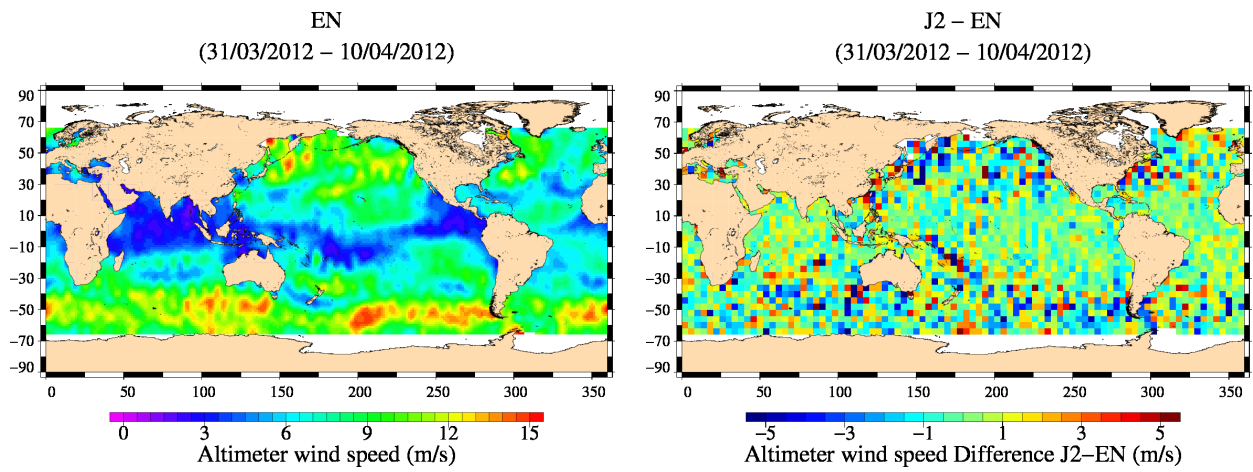 EN
(31/03/2012 – 10/04/2012)
90
70
50
30
10
−10
−30
−50
−70
−90
50 100 150 200 250 300 350
0 3 6 9 12 15
Altimeter wind speed (m/s)
J2 – EN
(31/03/2012 – 10/04/2012)
90
70
50
30
10
−10
−30
−50
−70
−90
50 100 150 200 250 300 350
−5 −3 −1 1 3 5
Altimeter wind speed Difference J2−EN (m/s)